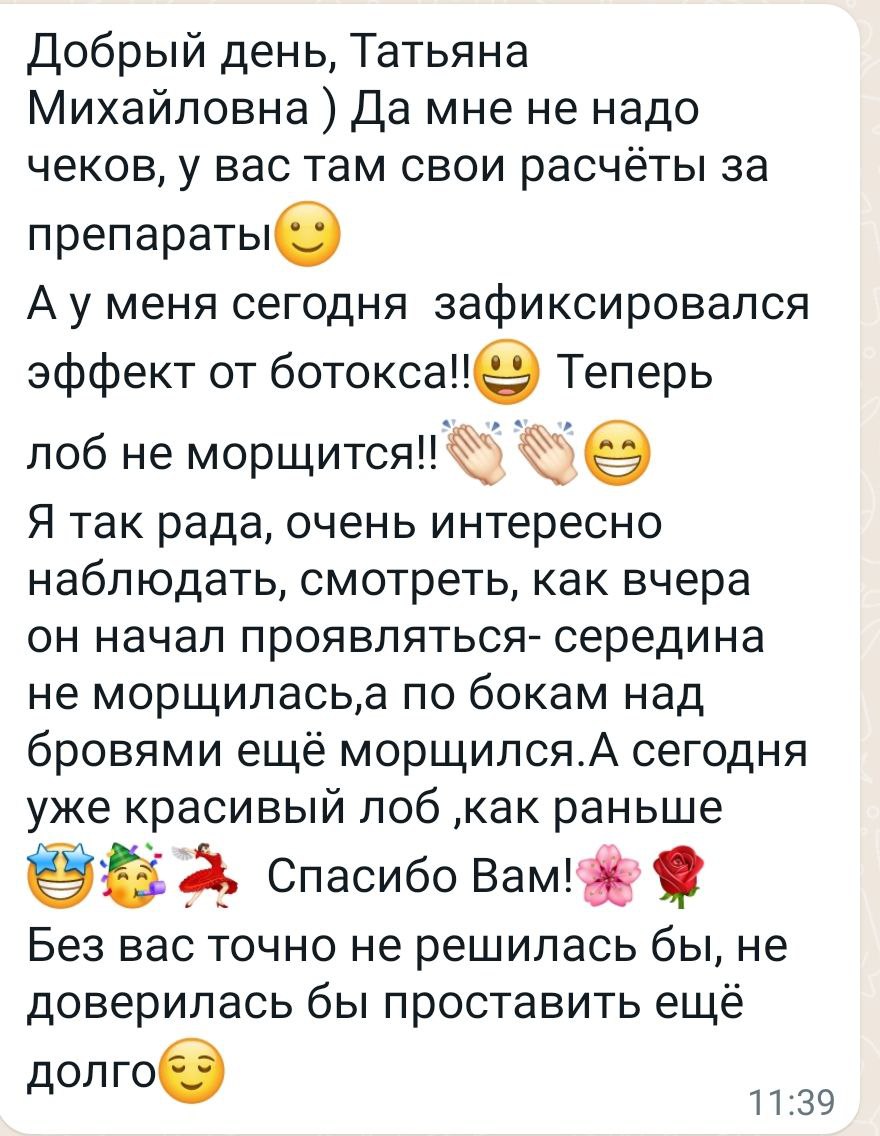 Добрый день, Татьяна
Михайловна ) Да мне не надо
чеков, у вас там свои расчёты за
препараты🙂
А у меня сегодня  зафиксировался
эффект от ботокса!!😃 Теперь
лоб не морщится!!👏🏻👏🏻😁
Я так рада, очень интересно
наблюдать, смотреть, как вчера
он начал проявляться- середина
не морщилась,а по бокам над
бровями ещё морщился.А сегодня
уже красивый лоб ,как раньше
🤩🥳💃  Спасибо Вам!🌸🌹
Без вас точно не решилась бы, не
доверилась бы проставить ещё
долго😌
11:39